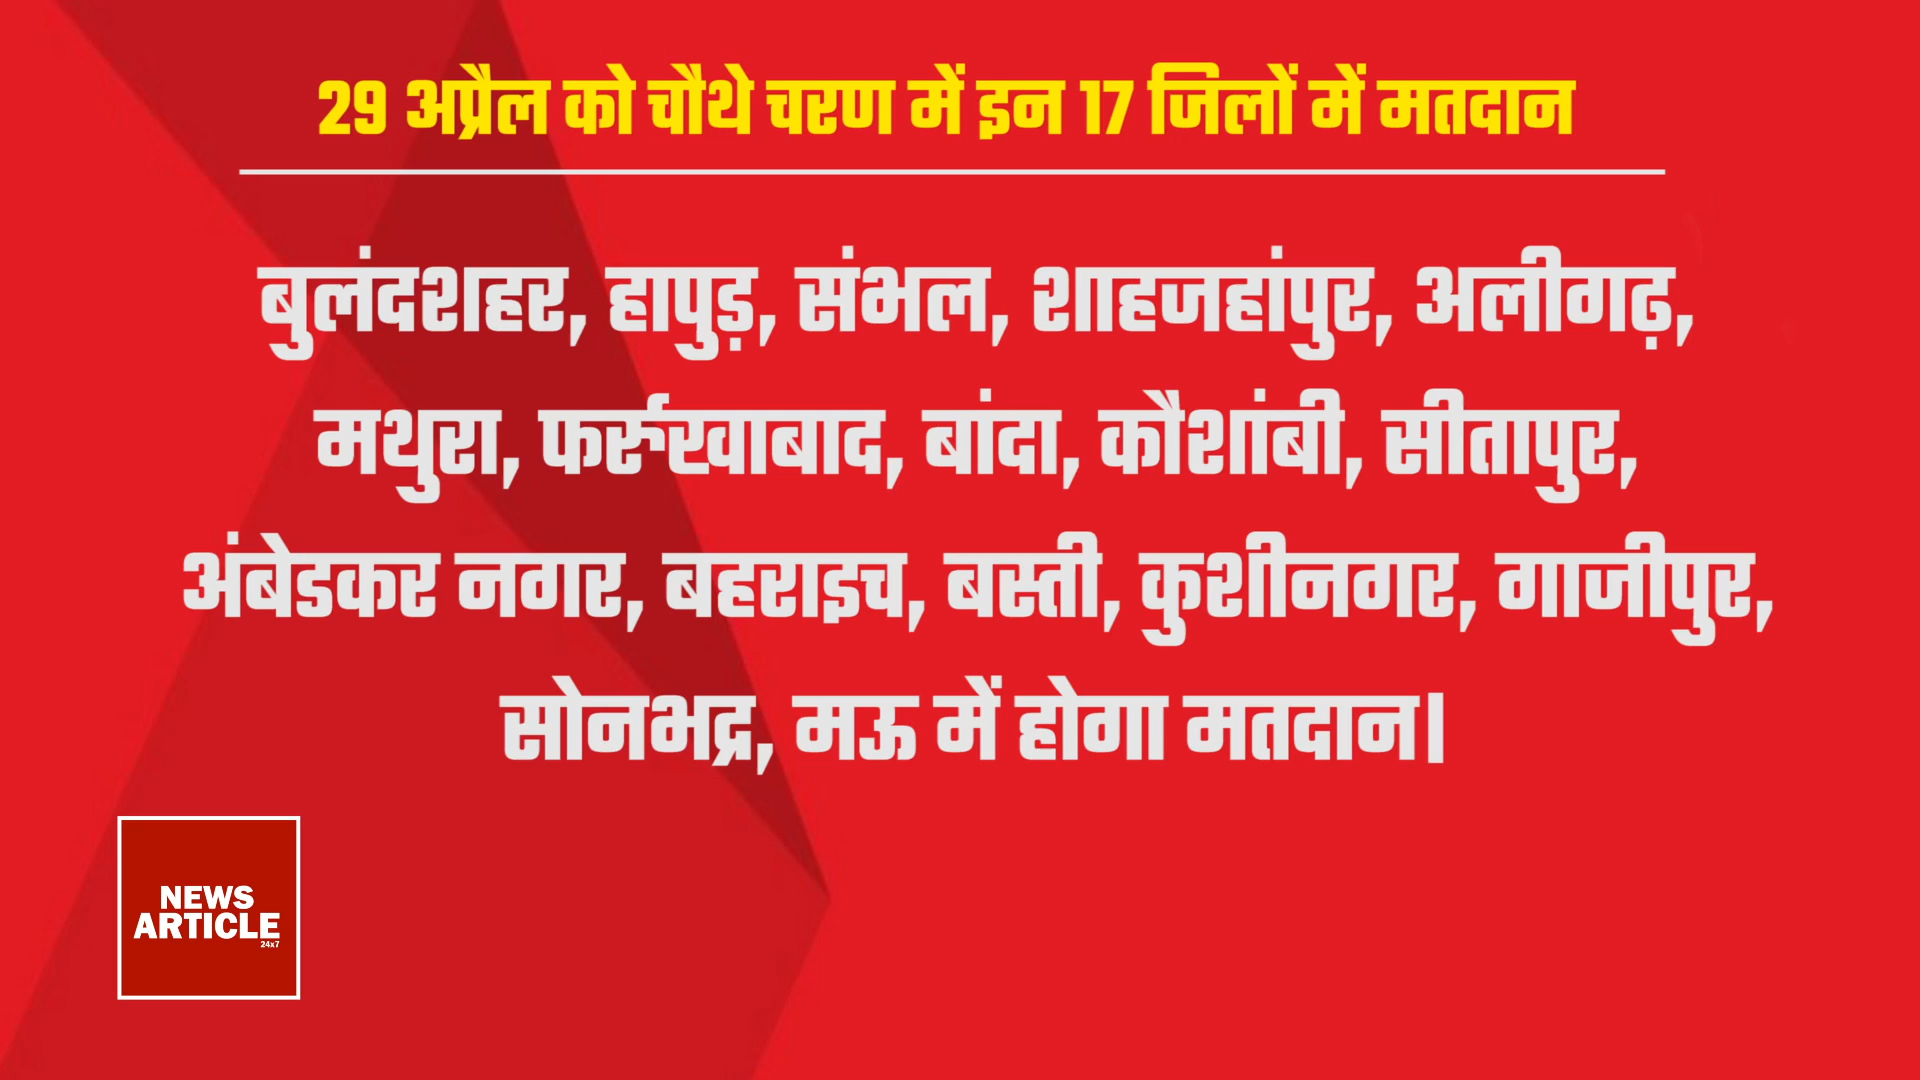 29 अप्रैल को चौथे चरण में इन 17 जिलों में मतदान
बुलंदशहर, हापुड़, संभल, शाहजहांपुर, अलीगढ़,
मथुरा, फर्रुखाबाद, बांदा, कौशांबी, सीतापुर,
अंबेडकर नगर, बहराइच, बस्ती, कुशीनगर, गाजीपुर,
सोनभद्र, मऊ में होगा मतदान।
NEWS
ARTICLE
24x7